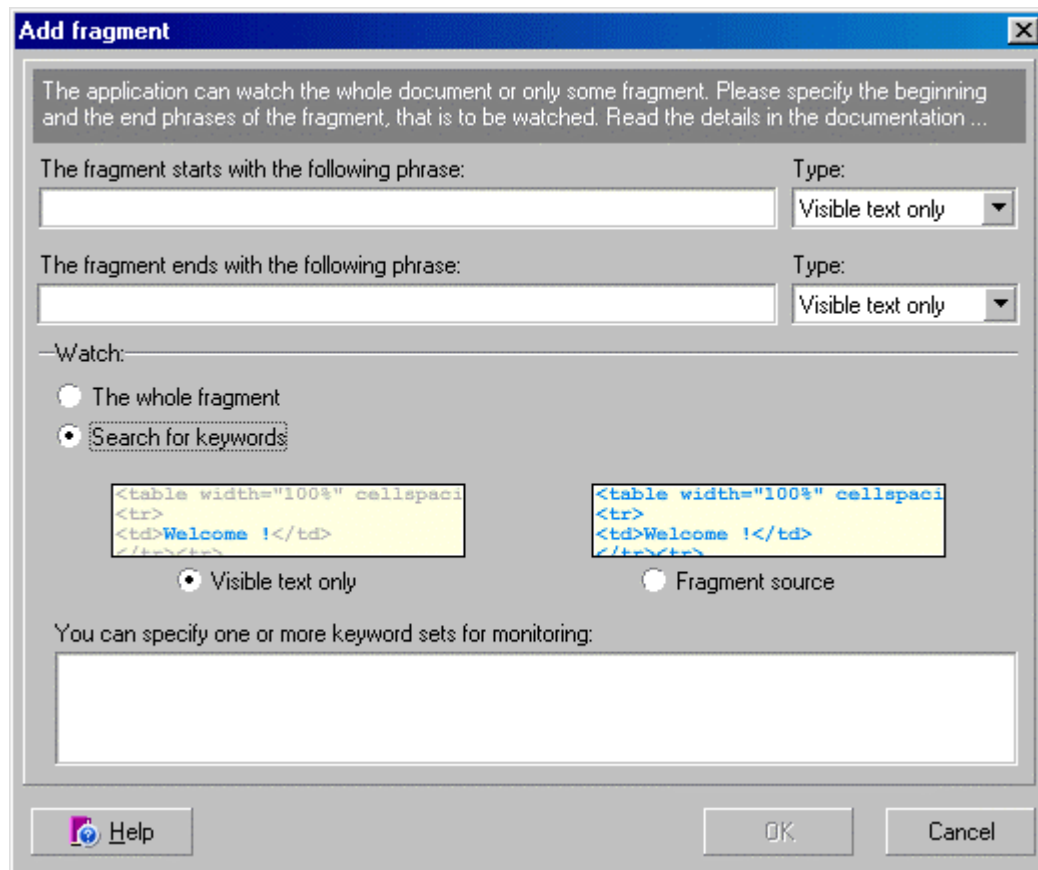 Add fragment
The application can watch the whole document or only some fragment. Please specify the beginning
and the end phrases of the fragment, that is to be watched. Read the details in the documentation ...
The fragment starts with the following phrase: Type:
Visible text only
The fragment ends with the following phrase: Type:
Visible text only
Watch:
The whole fragment
Search for keywords
<table width="100%" cellspaci
<tr>
<td>Welcome !</td>
</tr><tr>
Visible text only
<table width="100%" cellspaci
<tr>
<td>Welcome !</td>
</tr><tr>
Fragment source
You can specify one or more keyword sets for monitoring:
Help OK Cancel